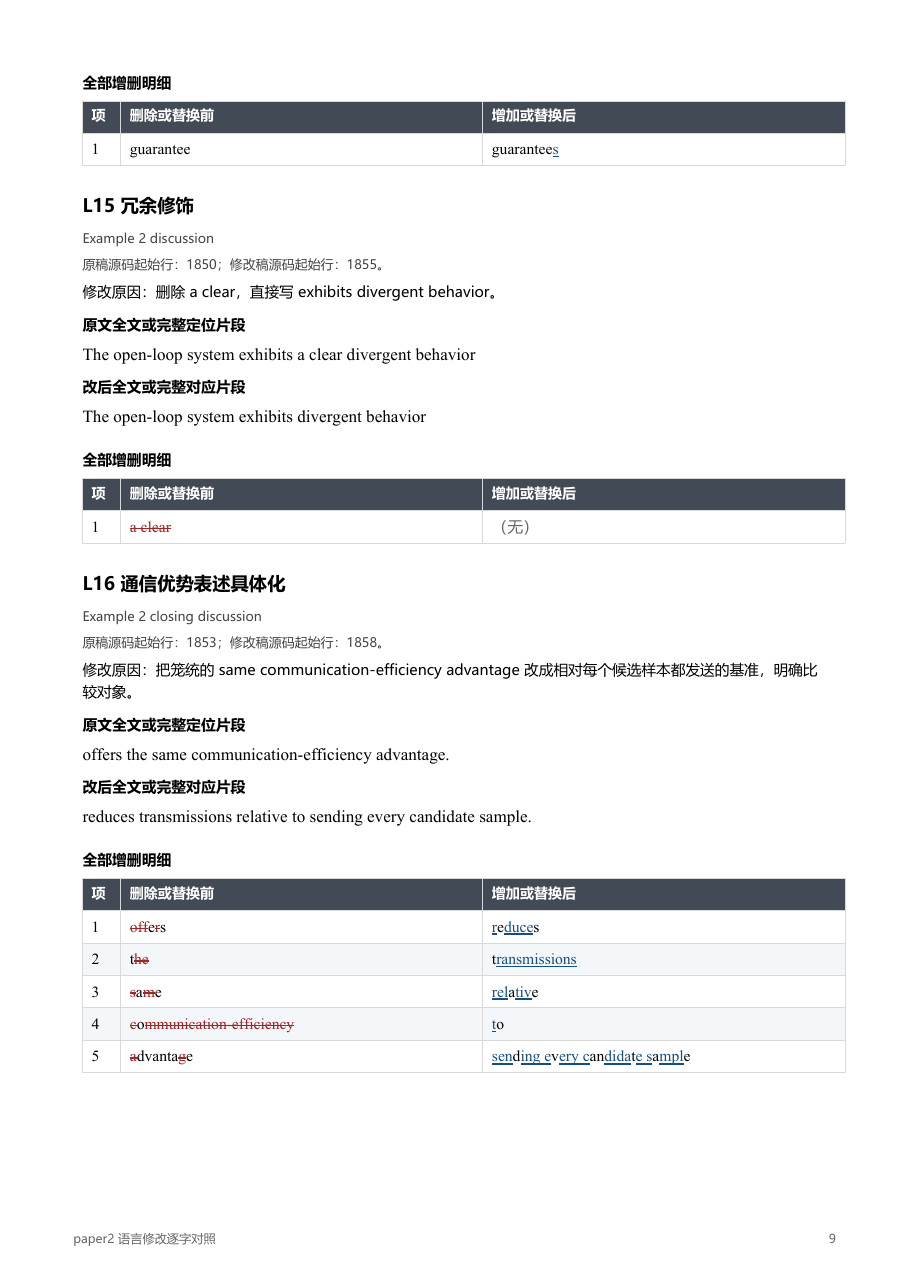 全部增删明细
项 删除或替换前 增加或替换后
1 guarantee guarantees
L15 冗余修饰
Example 2 discussion
原稿源码起始行：1850；修改稿源码起始行：1855。
修改原因：删除 a clear，直接写 exhibits divergent behavior。
原文全文或完整定位片段
The open-loop system exhibits a clear divergent behavior
改后全文或完整对应片段
The open-loop system exhibits divergent behavior
全部增删明细
项 删除或替换前 增加或替换后
1 a clear （无）
L16 通信优势表述具体化
Example 2 closing discussion
原稿源码起始行：1853；修改稿源码起始行：1858。
修改原因：把笼统的 same communication-efficiency advantage 改成相对每个候选样本都发送的基准，明确比
较对象。
原文全文或完整定位片段
offers the same communication-efficiency advantage.
改后全文或完整对应片段
reduces transmissions relative to sending every candidate sample.
全部增删明细
项 删除或替换前 增加或替换后
1 offers reduces
2 the transmissions
3 same relative
4 communication-efficiency to
5 advantage sending every candidate sample
paper2 语言修改逐字对照 9